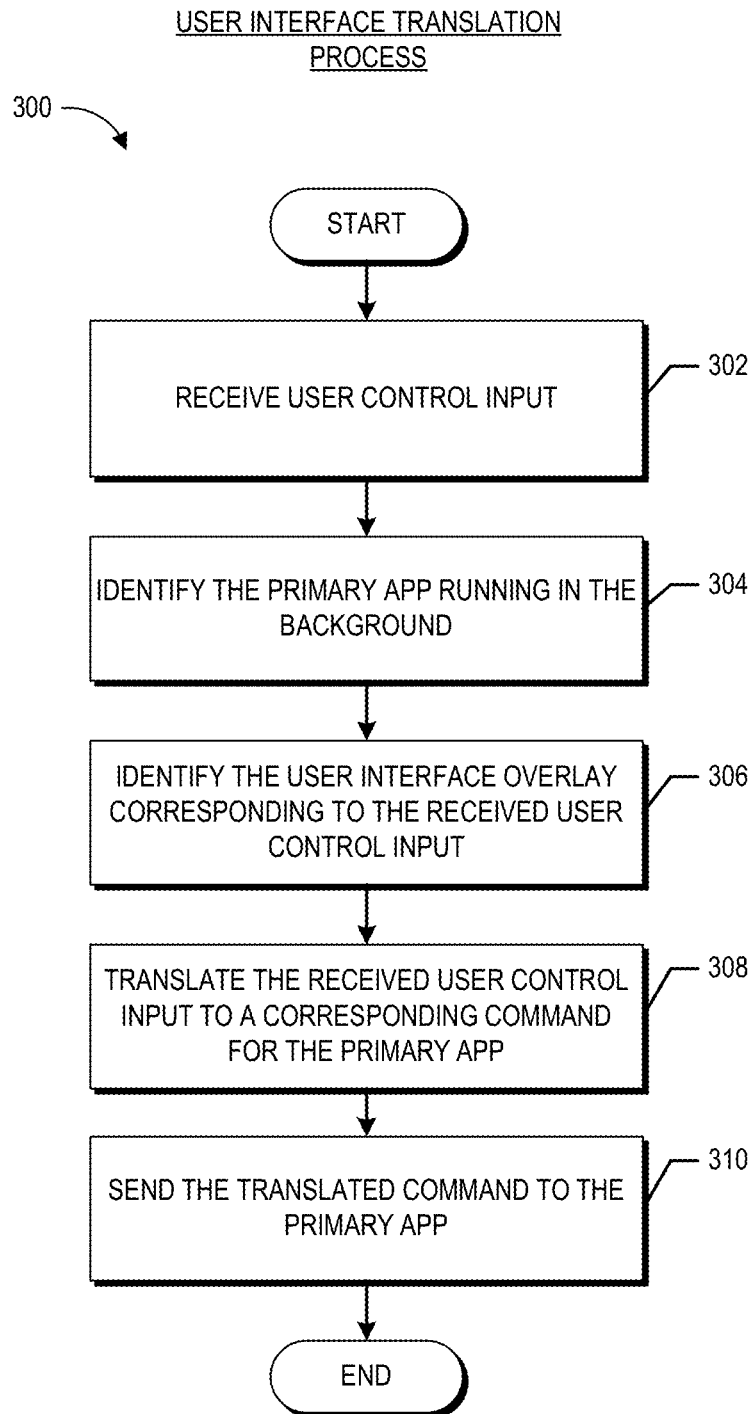 USER INTERFACE TRANSLATION
PROCESS
300
START
RECEIVE USER CONTROL INPUT
302
IDENTIFY THE PRIMARY APP RUNNING IN THE
BACKGROUND
304
IDENTIFY THE USER INTERFACE OVERLAY
CORRESPONDING TO THE RECEIVED USER
CONTROL INPUT
306
TRANSLATE THE RECEIVED USER CONTROL
INPUT TO A CORRESPONDING COMMAND
FOR THE PRIMARY APP
308
SEND THE TRANSLATED COMMAND TO THE
PRIMARY APP
310
END